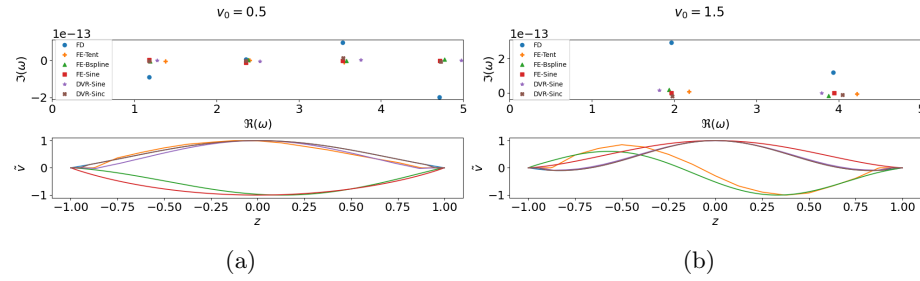 v₀ = 0.5
1e−13
ℑ(ω)
0
−2
FD
FE-Tent
FE-Bspline
FE-Sine
DVR-Sine
DVR-Sinc
0 1 2 3 4 5
ℜ(ω)
ṽ
1
0
−1
−1.00 −0.75 −0.50 −0.25 0.00 0.25 0.50 0.75 1.00
z
(a)
v₀ = 1.5
1e−13
ℑ(ω)
2
0
FD
FE-Tent
FE-Bspline
FE-Sine
DVR-Sine
DVR-Sinc
0 1 2 3 4 5
ℜ(ω)
ṽ
1
0
−1
−1.00 −0.75 −0.50 −0.25 0.00 0.25 0.50 0.75 1.00
z
(b)